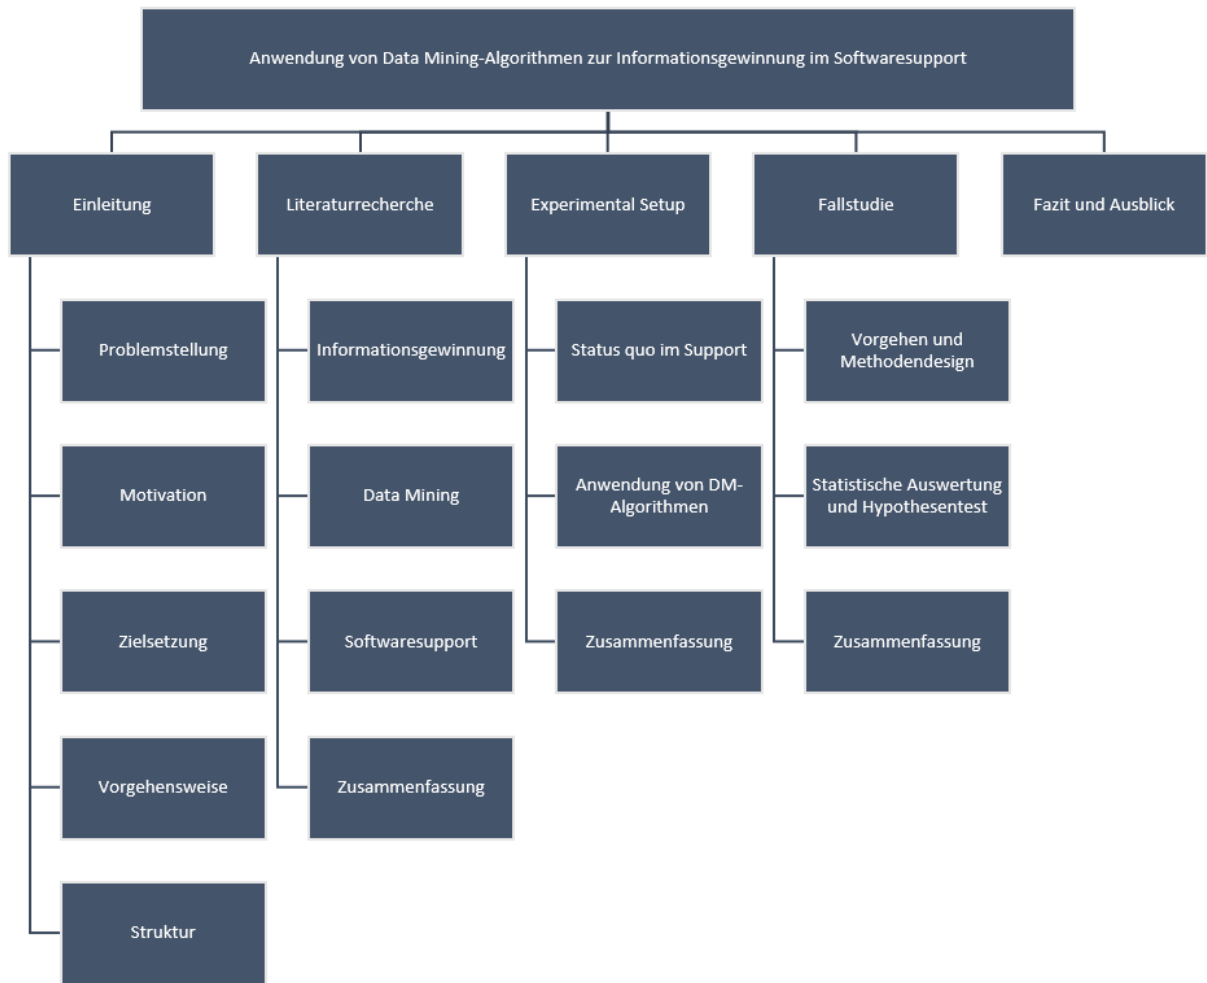 Anwendung von Data Mining-Algorithmen zur Informationsgewinnung im Softwaresupport
Einleitung
Problemstellung
Motivation
Zielsetzung
Vorgehensweise
Struktur
Literaturrecherche
Informationsgewinnung
Data Mining
Softwaresupport
Zusammenfassung
Experimental Setup
Status quo im Support
Anwendung von DM-
Algorithmen
Zusammenfassung
Fallstudie
Vorgehen und
Methodendesign
Statistische Auswertung
und Hypothesentest
Zusammenfassung
Fazit und Ausblick